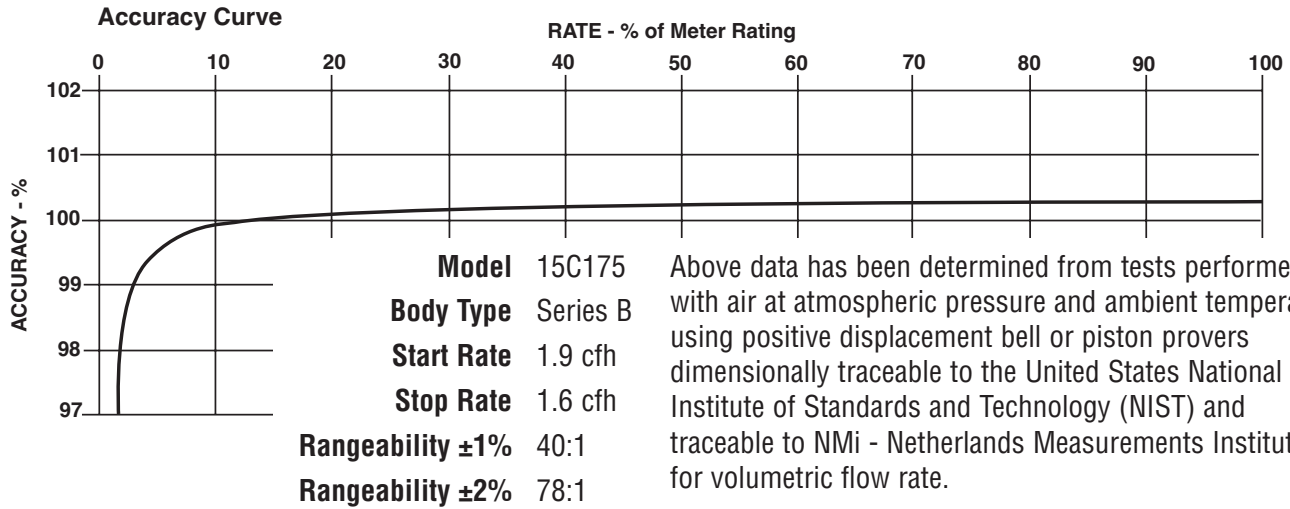 Accuracy Curve
RATE - % of Meter Rating
0 10 20 30 40 50 60 70 80 90 100
102
101
100
99
98
97
ACCURACY - %
Model 15C175
Body Type Series B
Start Rate 1.9 cfh
Stop Rate 1.6 cfh
Rangeability ±1% 40:1
Rangeability ±2% 78:1
Above data has been determined from tests performe
with air at atmospheric pressure and ambient tempera
using positive displacement bell or piston provers
dimensionally traceable to the United States National
Institute of Standards and Technology (NIST) and
traceable to NMi - Netherlands Measurements Institut
for volumetric flow rate.